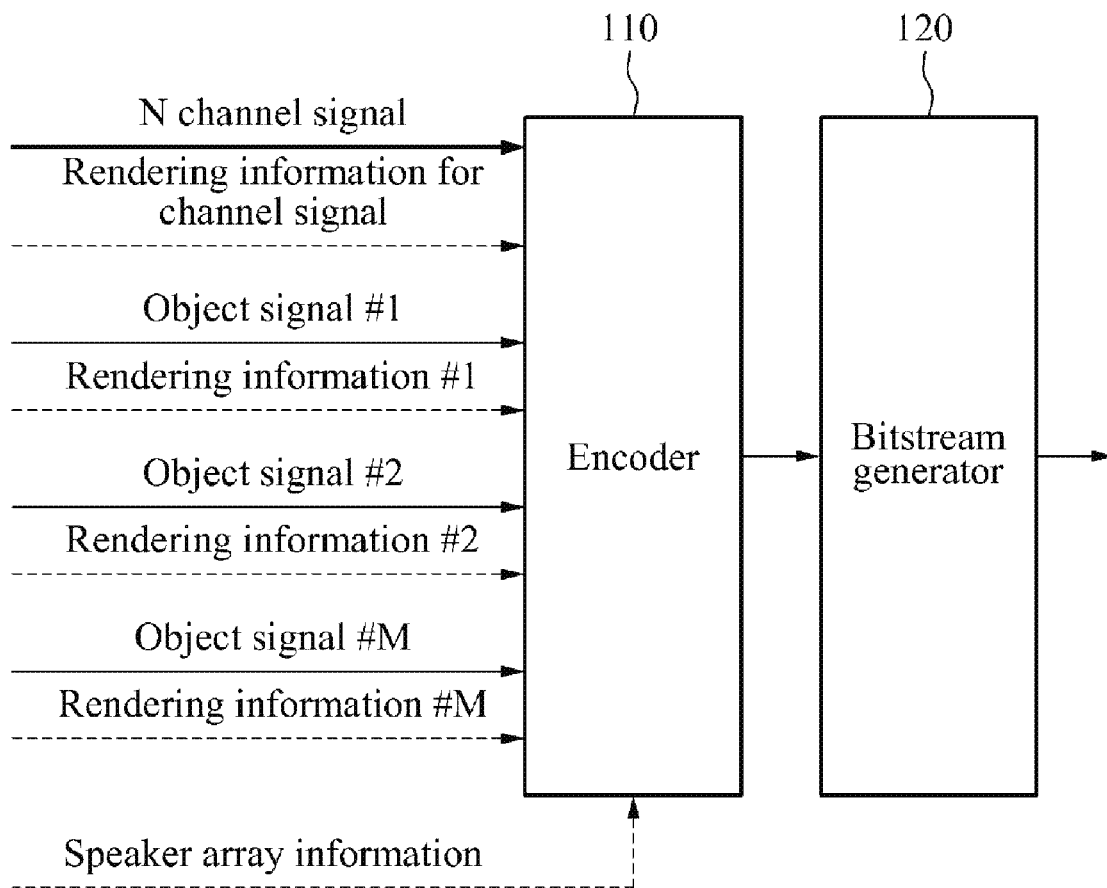 110
120
N channel signal
Rendering information for
channel signal
Object signal #1
Rendering information #1
Object signal #2
Rendering information #2
Object signal #M
Rendering information #M
Speaker array information
Encoder
Bitstream
generator